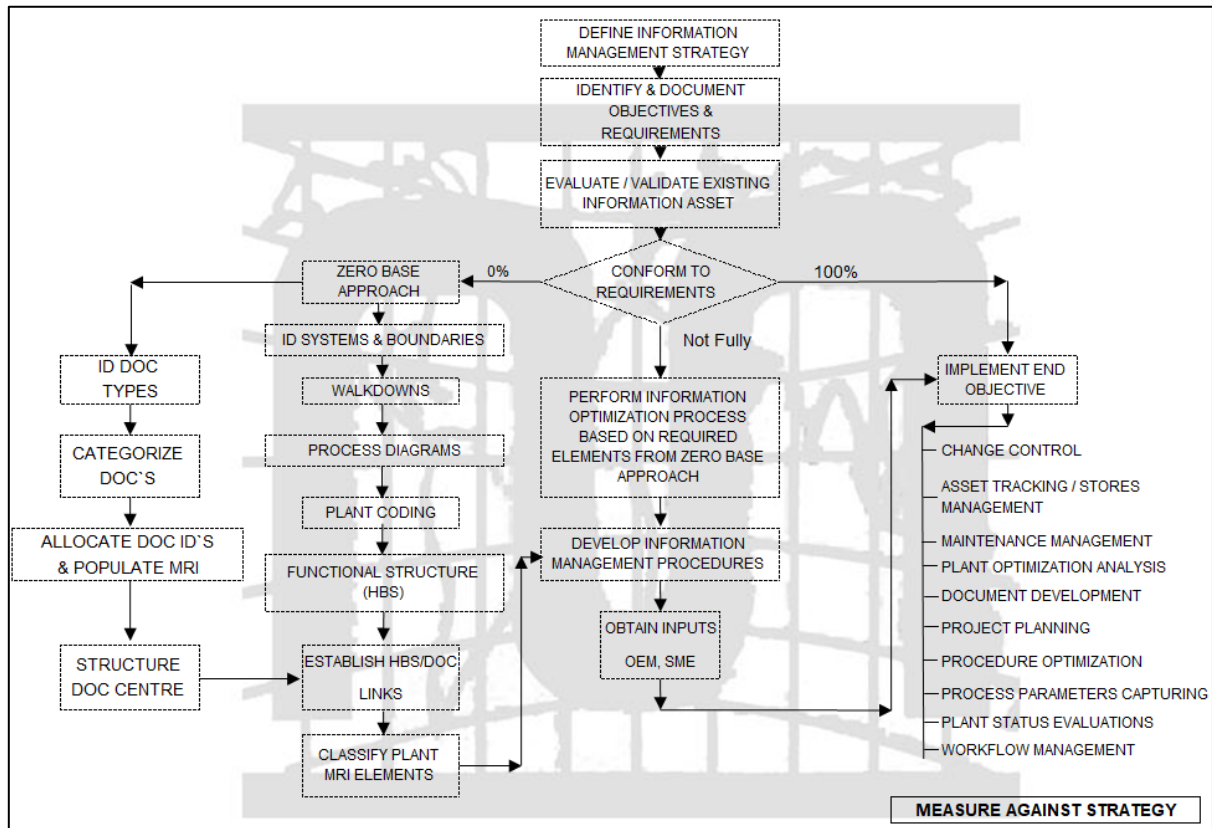 DEFINE INFORMATION
MANAGEMENT STRATEGY
IDENTIFY & DOCUMENT
OBJECTIVES &
REQUIREMENTS
EVALUATE / VALIDATE EXISTING
INFORMATION ASSET
CONFORM TO
REQUIREMENTS
0%
100%
Not Fully
ZERO BASE
APPROACH
ID DOC
TYPES
CATEGORIZE
DOC`S
ALLOCATE DOC ID`S
& POPULATE MRI
STRUCTURE
DOC CENTRE
ID SYSTEMS & BOUNDARIES
WALKDOWNS
PROCESS DIAGRAMS
PLANT CODING
FUNCTIONAL STRUCTURE
(HBS)
ESTABLISH HBS/DOC
LINKS
CLASSIFY PLANT
MRI ELEMENTS
PERFORM INFORMATION
OPTIMIZATION PROCESS
BASED ON REQUIRED
ELEMENTS FROM ZERO BASE
APPROACH
DEVELOP INFORMATION
MANAGEMENT PROCEDURES
OBTAIN INPUTS
OEM, SME
IMPLEMENT END
OBJECTIVE
CHANGE CONTROL
ASSET TRACKING / STORES
MANAGEMENT
MAINTENANCE MANAGEMENT
PLANT OPTIMIZATION ANALYSIS
DOCUMENT DEVELOPMENT
PROJECT PLANNING
PROCEDURE OPTIMIZATION
PROCESS PARAMETERS CAPTURING
PLANT STATUS EVALUATIONS
WORKFLOW MANAGEMENT
MEASURE AGAINST STRATEGY